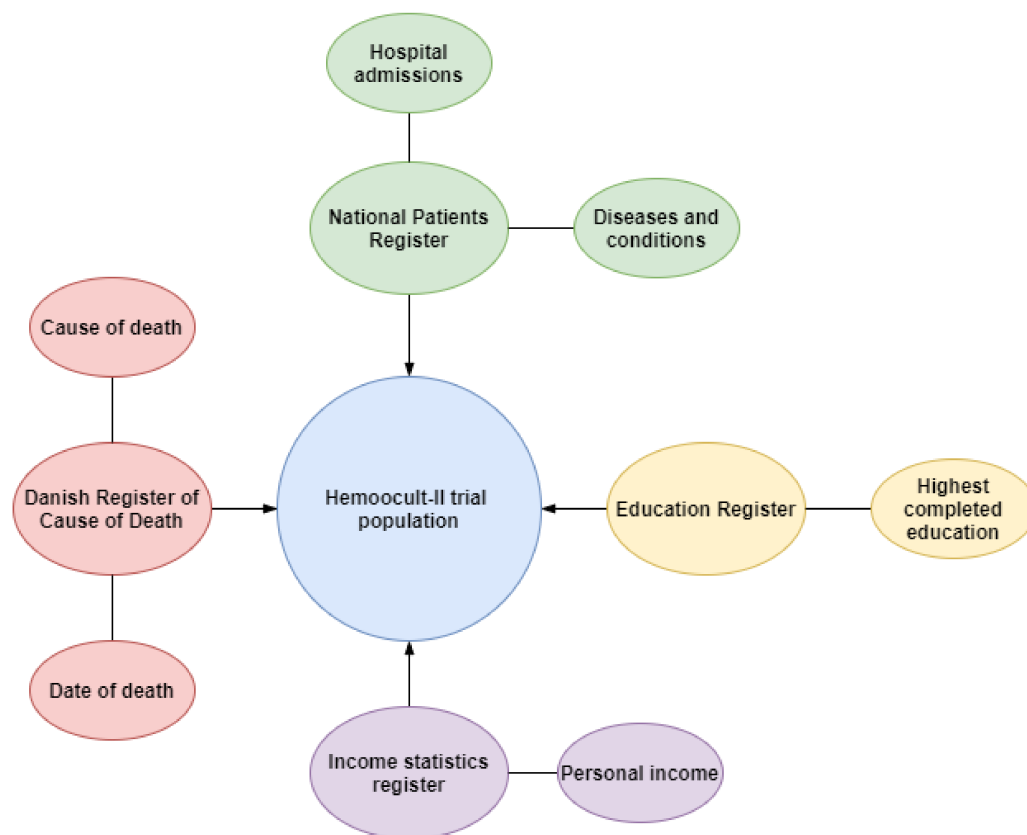 Hospital
admissions
National Patients
Register
Diseases and
conditions
Cause of death
Danish Register of
Cause of Death
Hemoocult-II trial
population
Education Register
Highest
completed
education
Date of death
Income statistics
register
Personal income